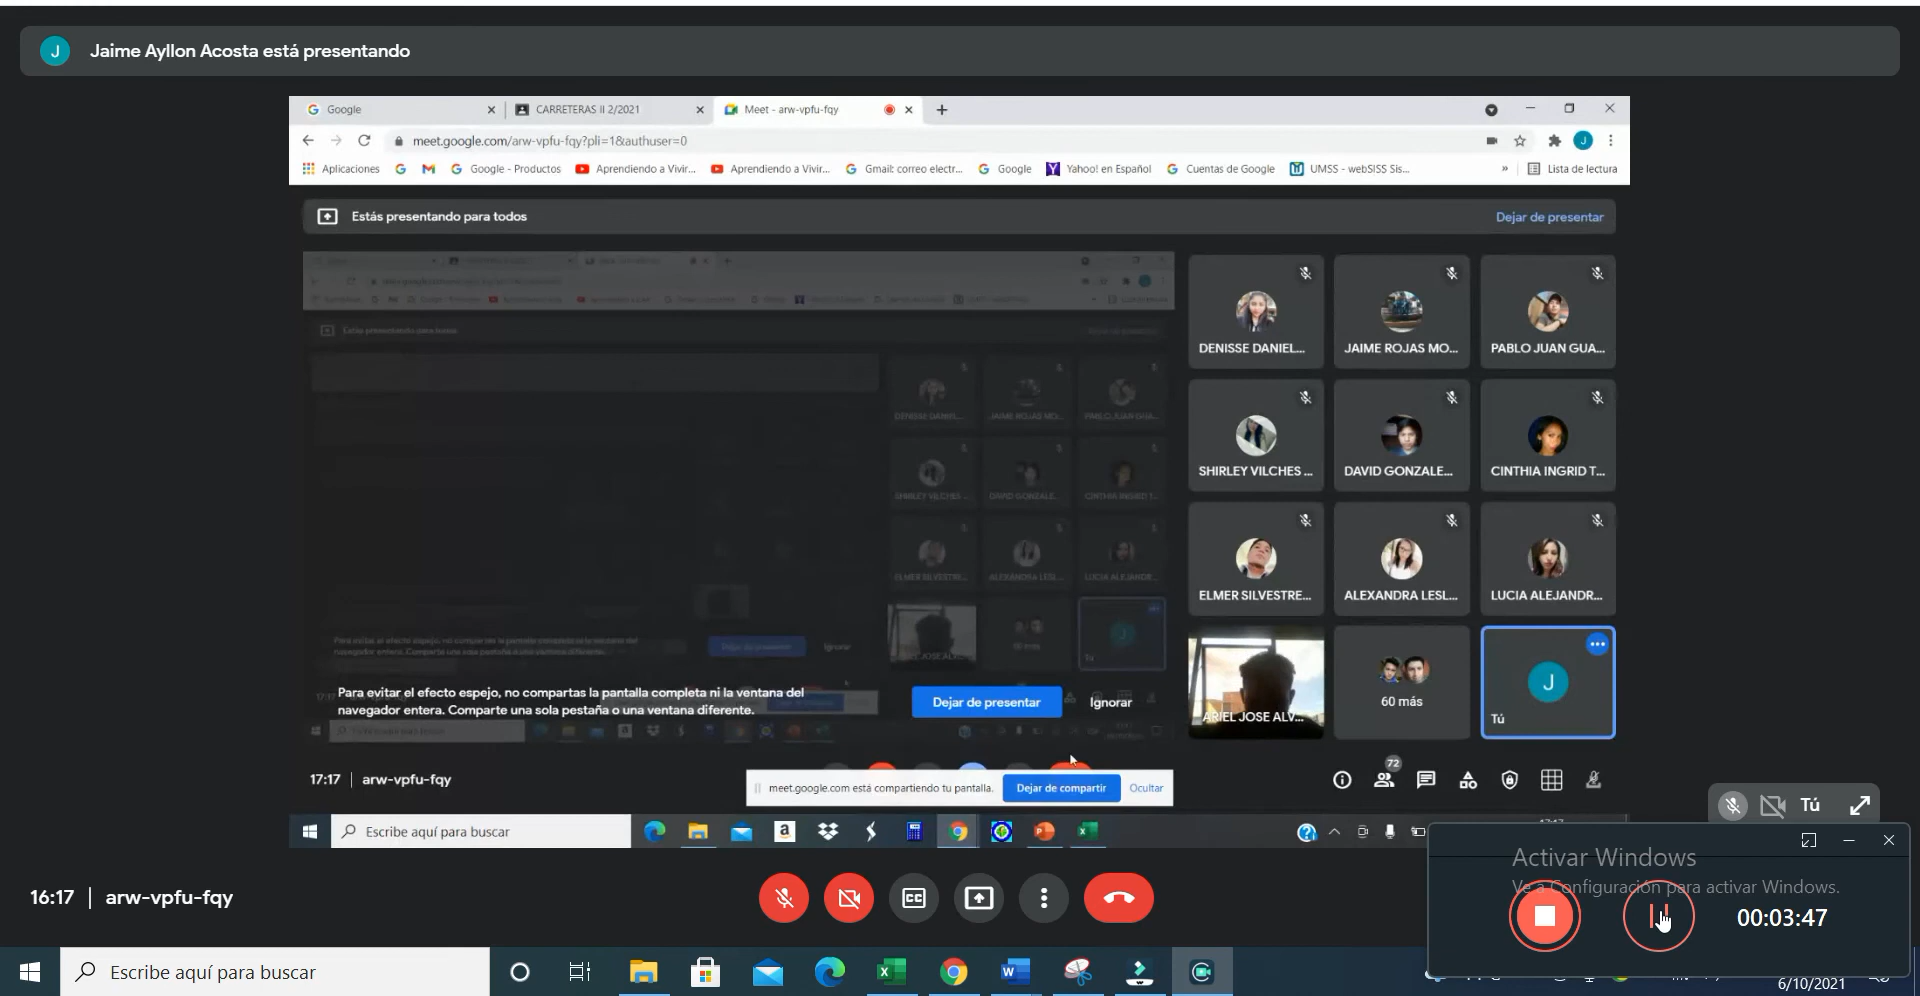 Jaime Ayllon Acosta está presentando
J
Google
CARRETERAS II 2/2021
Meet - arw-vpfu-fqy
meet.google.com/arw-vpfu-fqy?pli=1&authuser=0
J
Aplicaciones
Google - Productos
Aprendiendo a Vivir...
Aprendiendo a Vivir...
Gmail: correo electr...
Google
Yahoo! en Español
Cuentas de Google
UMSS - webSISS Sis...
»
Lista de lectura
Estás presentando para todos
Dejar de presentar
DENISSE DANIEL...
JAIME ROJAS MO...
PABLO JUAN GUA...
SHIRLEY VILCHES ...
DAVID GONZALE...
CINTHIA INGRID T...
ELMER SILVESTRE...
ALEXANDRA LESL...
LUCIA ALEJANDR...
ARIEL JOSE ALV...
60 más
J
Tú
Para evitar el efecto espejo, no compartas la pantalla completa ni la ventana del
navegador entera. Comparte una sola pestaña o una ventana diferente.
Dejar de presentar
Ignorar
17:17 | arw-vpfu-fqy
meet.google.com está compartiendo tu pantalla.
Dejar de compartir
Ocultar
72
Escribe aquí para buscar
Tú
16:17 | arw-vpfu-fqy
Activar Windows
Ve a Configuración para activar Windows.
00:03:47
Escribe aquí para buscar
6/10/2021